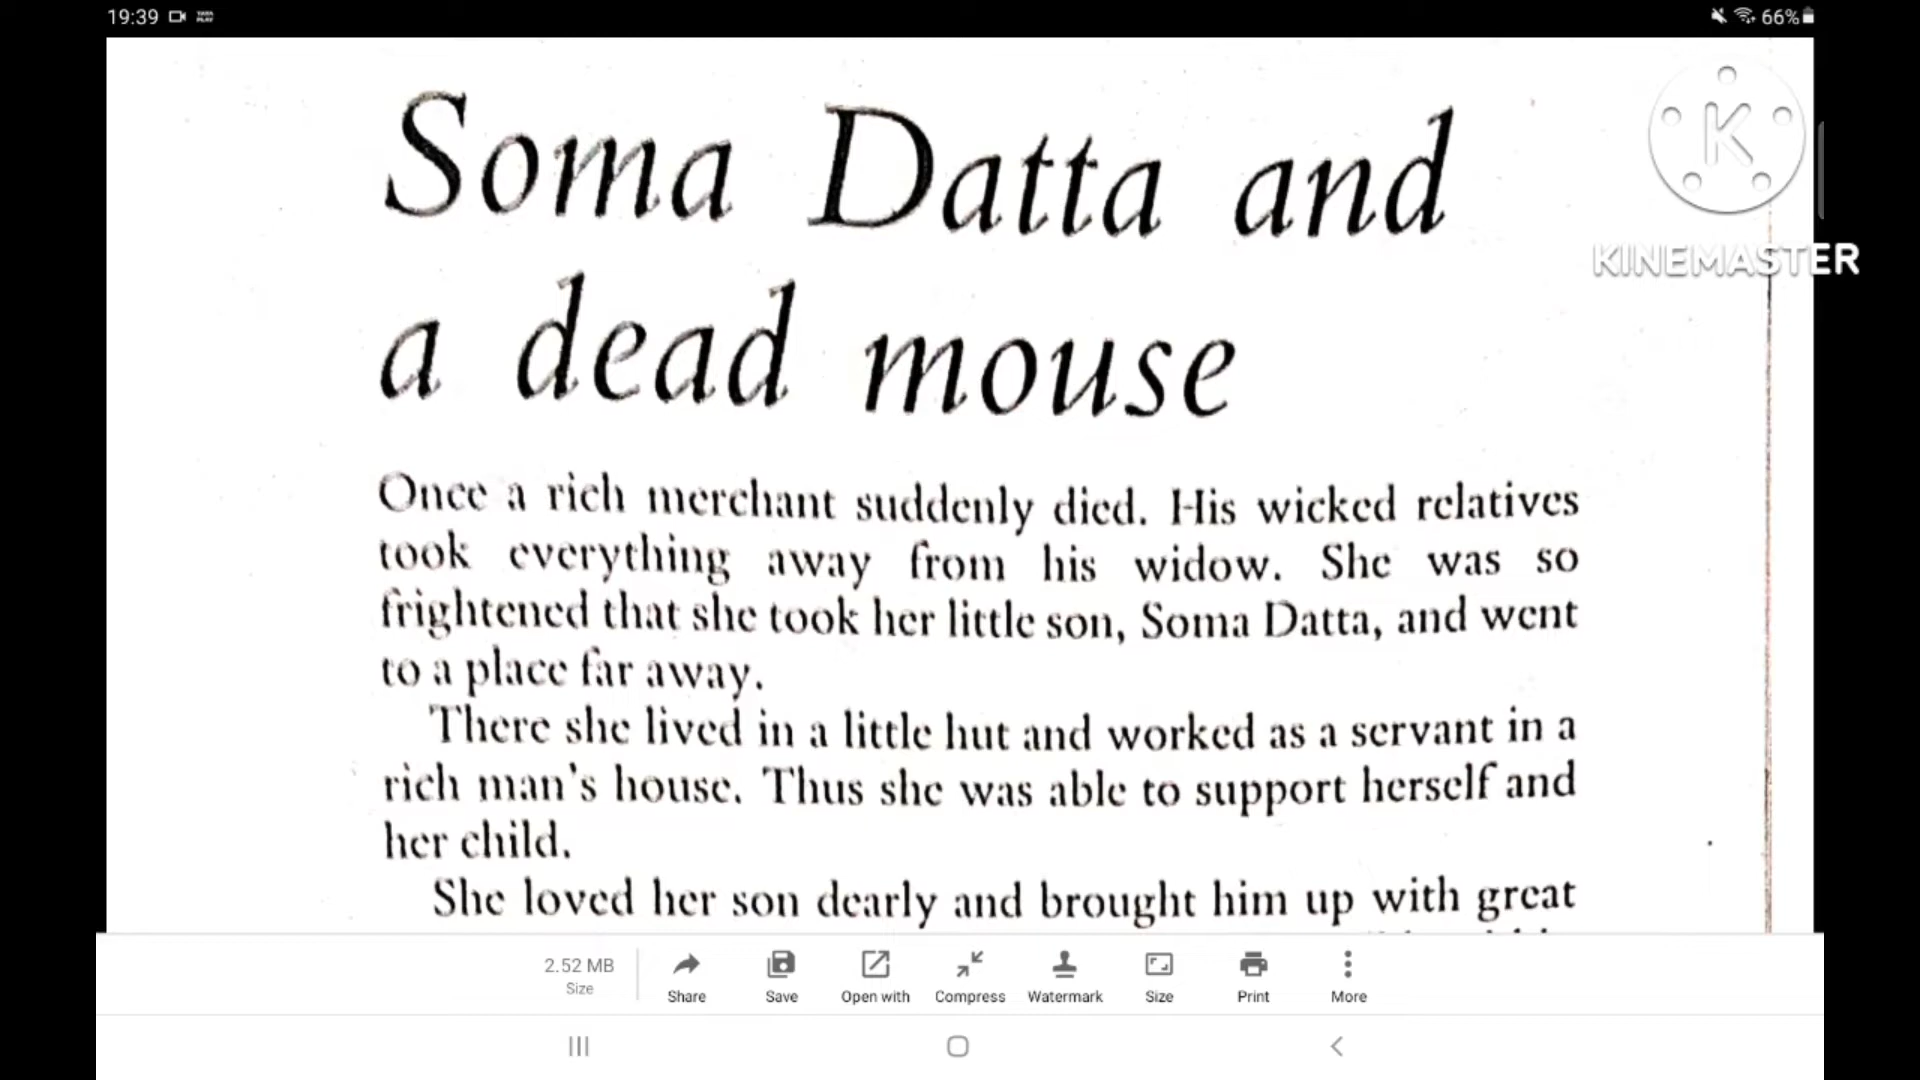 19:39 TATA PLAY 66%
Soma Datta and
a dead mouse
K
KINEMASTER
Once a rich merchant suddenly died. His wicked relatives
took everything away from his widow. She was so
frightened that she took her little son, Soma Datta, and went
to a place far away.
There she lived in a little hut and worked as a servant in a
rich man's house. Thus she was able to support herself and
her child.
She loved her son dearly and brought him up with great
2.52 MB
Size
Share
Save
Open with
Compress
Watermark
Size
Print
More